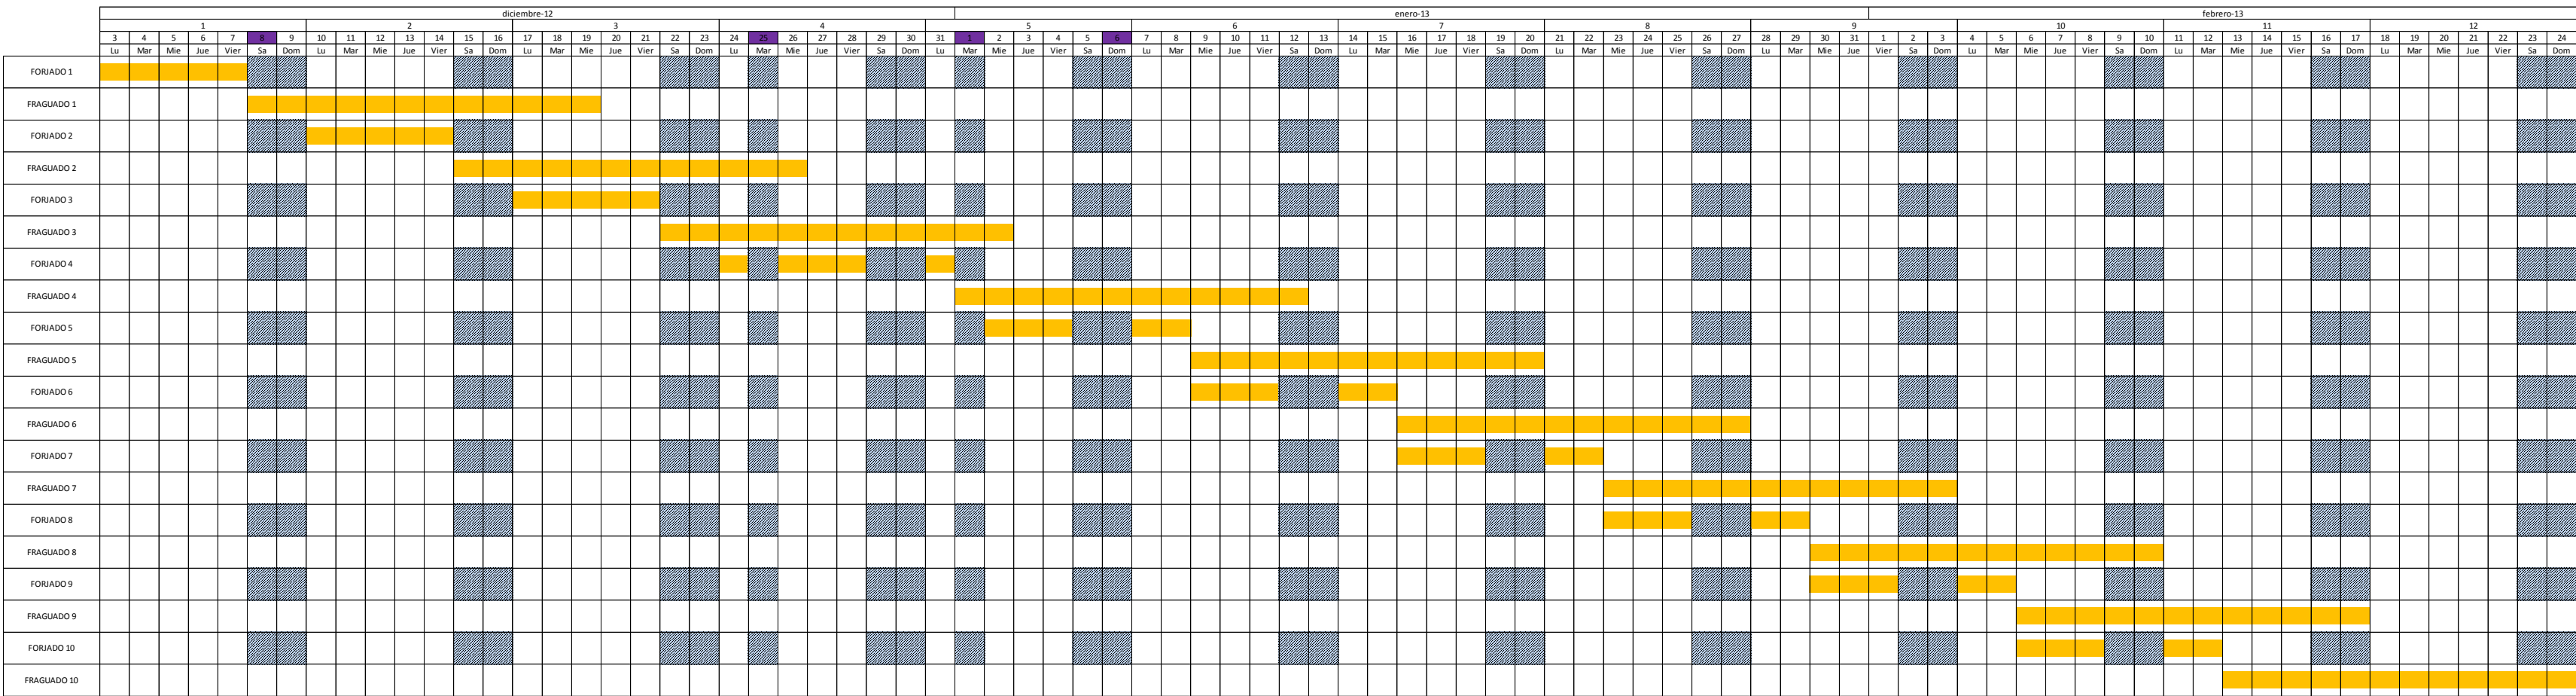 diciembre-12 enero-13 febrero-13
1 2 3 4 5 6 7 8 9 10 11 12
3 4 5 6 7 8 9 10 11 12 13 14 15 16 17 18 19 20 21 22 23 24 25 26 27 28 29 30 31 1 2 3 4 5 6 7 8 9 10 11 12 13 14 15 16 17 18 19 20 21 22 23 24 25 26 27 28 29 30 31 1 2 3 4 5 6 7 8 9 10 11 12 13 14 15 16 17 18 19 20 21 22 23 24
Lu Mar Mie Jue Vier Sa Dom Lu Mar Mie Jue Vier Sa Dom Lu Mar Mie Jue Vier Sa Dom Lu Mar Mie Jue Vier Sa Dom Lu Mar Mie Jue Vier Sa Dom Lu Mar Mie Jue Vier Sa Dom Lu Mar Mie Jue Vier Sa Dom Lu Mar Mie Jue Vier Sa Dom Lu Mar Mie Jue Vier Sa Dom Lu Mar Mie Jue Vier Sa Dom Lu Mar Mie Jue Vier Sa Dom Lu Mar Mie Jue Vier Sa Dom
FORJADO 1
FRAGUADO 1
FORJADO 2
FRAGUADO 2
FORJADO 3
FRAGUADO 3
FORJADO 4
FRAGUADO 4
FORJADO 5
FRAGUADO 5
FORJADO 6
FRAGUADO 6
FORJADO 7
FRAGUADO 7
FORJADO 8
FRAGUADO 8
FORJADO 9
FRAGUADO 9
FORJADO 10
FRAGUADO 10